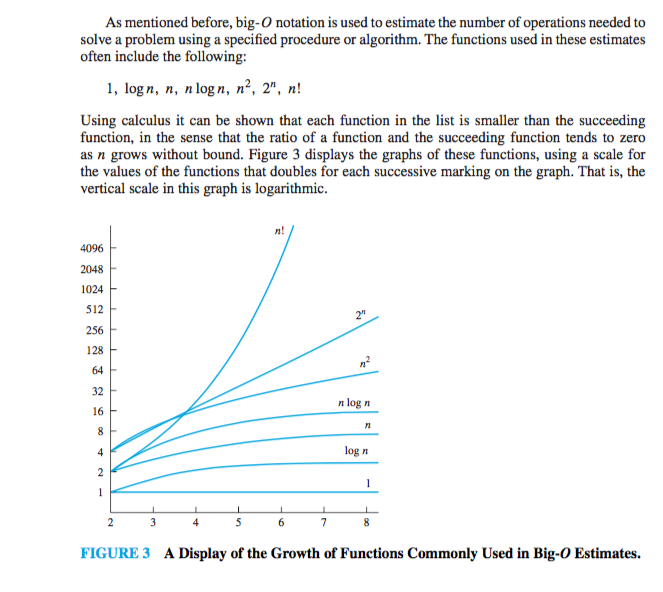 As mentioned before, big-O notation is used to estimate the number of operations needed to
solve a problem using a specified procedure or algorithm. The functions used in these estimates
often include the following:
1, log n, n, n log n, n², 2ⁿ, n!
Using calculus it can be shown that each function in the list is smaller than the succeeding
function, in the sense that the ratio of a function and the succeeding function tends to zero
as n grows without bound. Figure 3 displays the graphs of these functions, using a scale for
the values of the functions that doubles for each successive marking on the graph. That is, the
vertical scale in this graph is logarithmic.
n!
4096
2048
1024
512
2ⁿ
256
128
n²
64
32
n log n
16
n
8
log n
4
2
1
1
2 3 4 5 6 7 8
FIGURE 3 A Display of the Growth of Functions Commonly Used in Big-O Estimates.